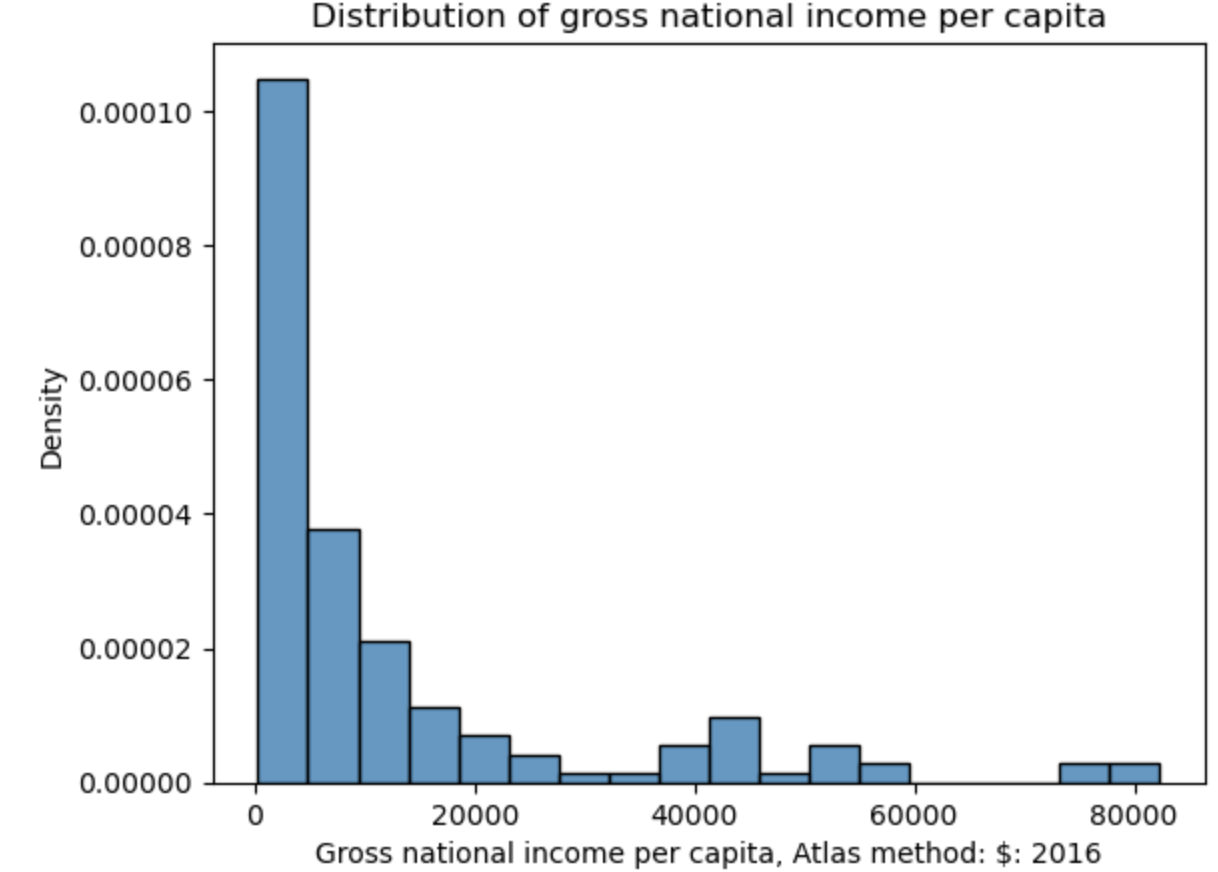 Distribution of gross national income per capita
0.00010
0.00008
0.00006
0.00004
0.00002
0.00000
Density
0 20000 40000 60000 80000
Gross national income per capita, Atlas method: $: 2016